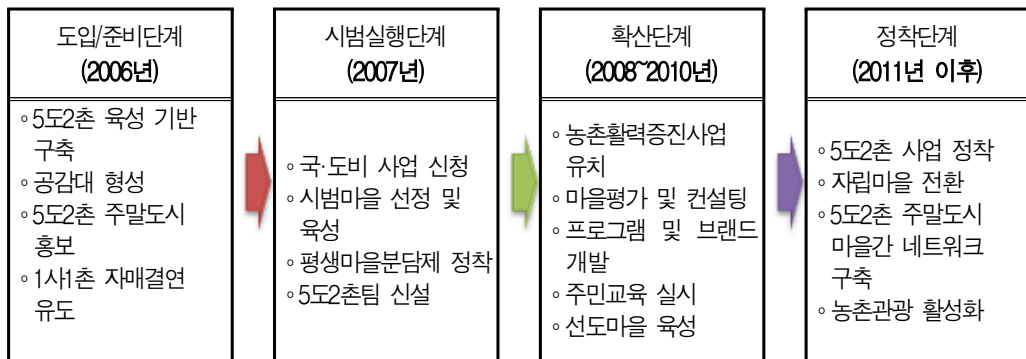 도입/준비단계
(2006년)
◦5도2촌 육성 기반
구축
◦공감대 형성
◦5도2촌 주말도시
홍보
◦1사1촌 자매결연
유도
시범실행단계
(2007년)
◦국·도비 사업 신청
◦시범마을 선정 및
육성
◦평생마을분담제 정착
◦5도2촌팀 신설
확산단계
(2008~2010년)
◦농촌활력증진사업
유치
◦마을평가 및 컨설팅
◦프로그램 및 브랜드
개발
◦주민교육 실시
◦선도마을 육성
정착단계
(2011년 이후)
◦5도2촌 사업 정착
◦자립마을 전환
◦5도2촌 주말도시
마을간 네트워크
구축
◦농촌관광 활성화